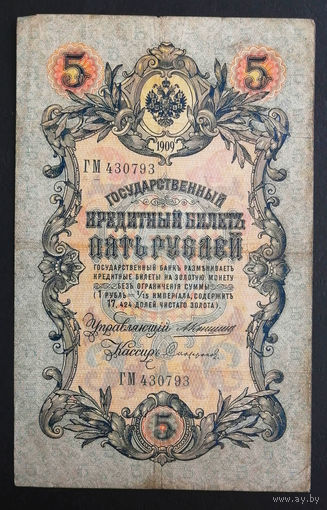 5 5
1909
ГМ 430793
ГОСУДАРСТВЕННЫЙ
КРЕДИТНЫЙ БИЛЕТЪ
ПЯТЬ РУБЛЕЙ
ГОСУДАРСТВЕННЫЙ БАНКЪ РАЗМѢНИВАЕТЪ
КРЕДИТНЫЕ БИЛЕТЫ НА ЗОЛОТУЮ МОНЕТУ
БЕЗЪ ОГРАНИЧЕНІЯ СУММЫ
(1 РУБЛЬ = 1/15 ИМПЕРІАЛА, СОДЕРЖИТЪ
17,424 ДОЛЕЙ ЧИСТАГО ЗОЛОТА).
Управляющій
Кассиръ
ГМ 430793
5
ay.by